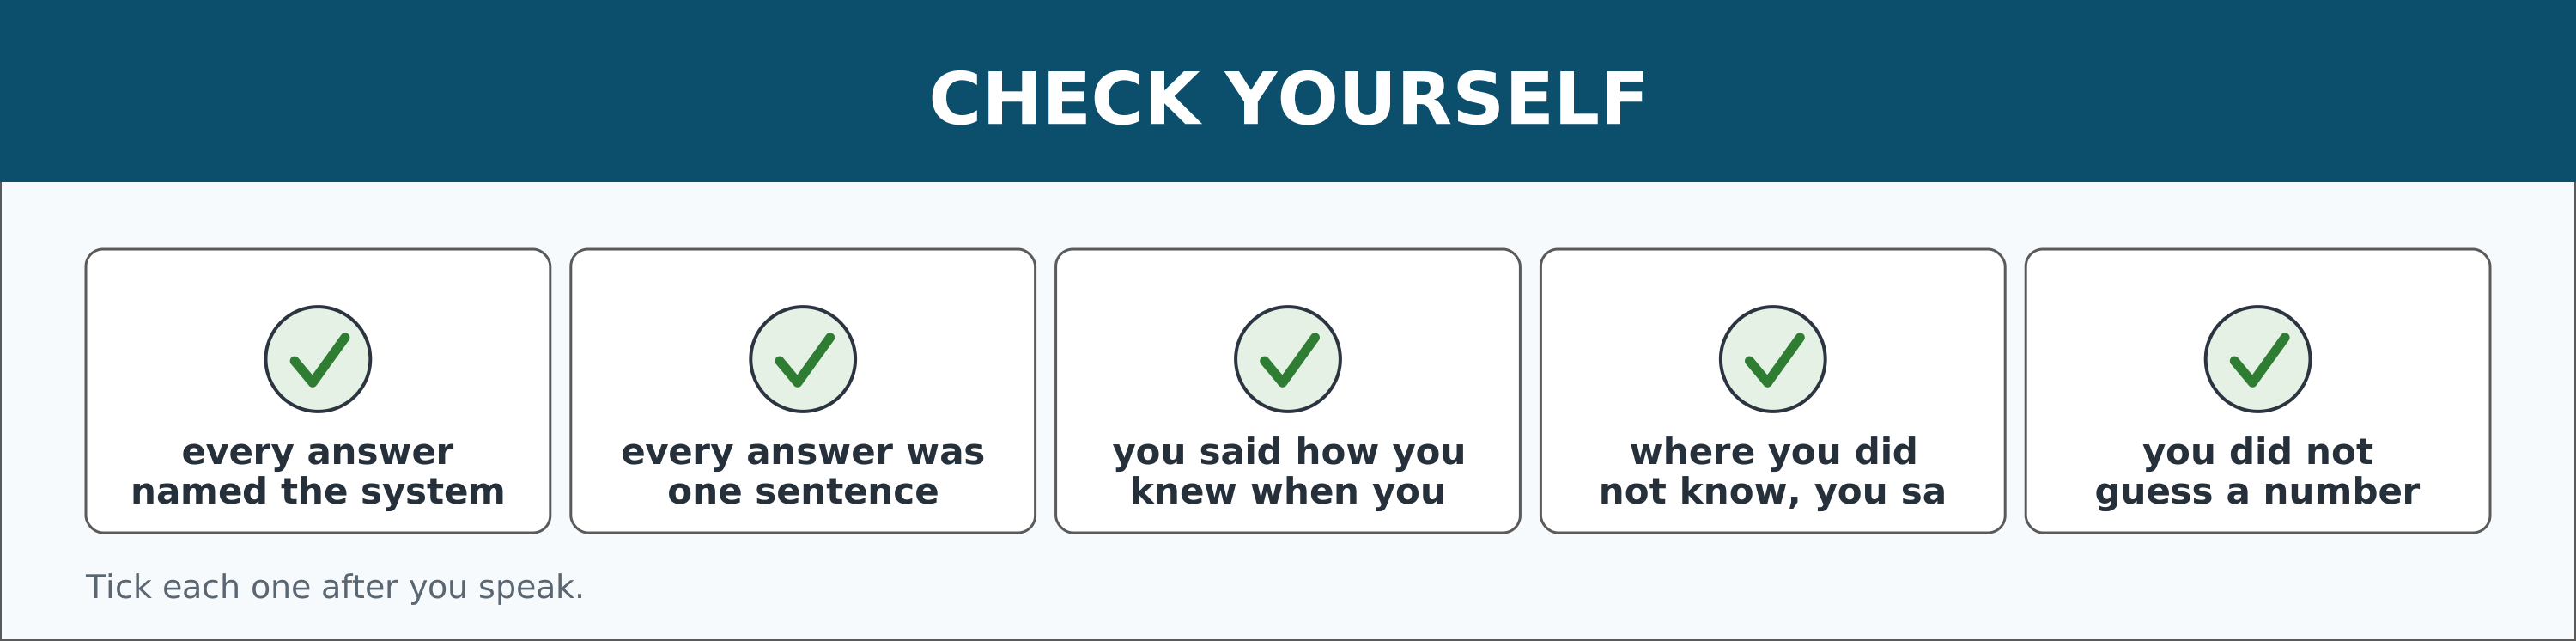 CHECK YOURSELF
every answer
named the system
every answer was
one sentence
you said how you
knew when you
where you did
not know, you sa
you did not
guess a number
Tick each one after you speak.